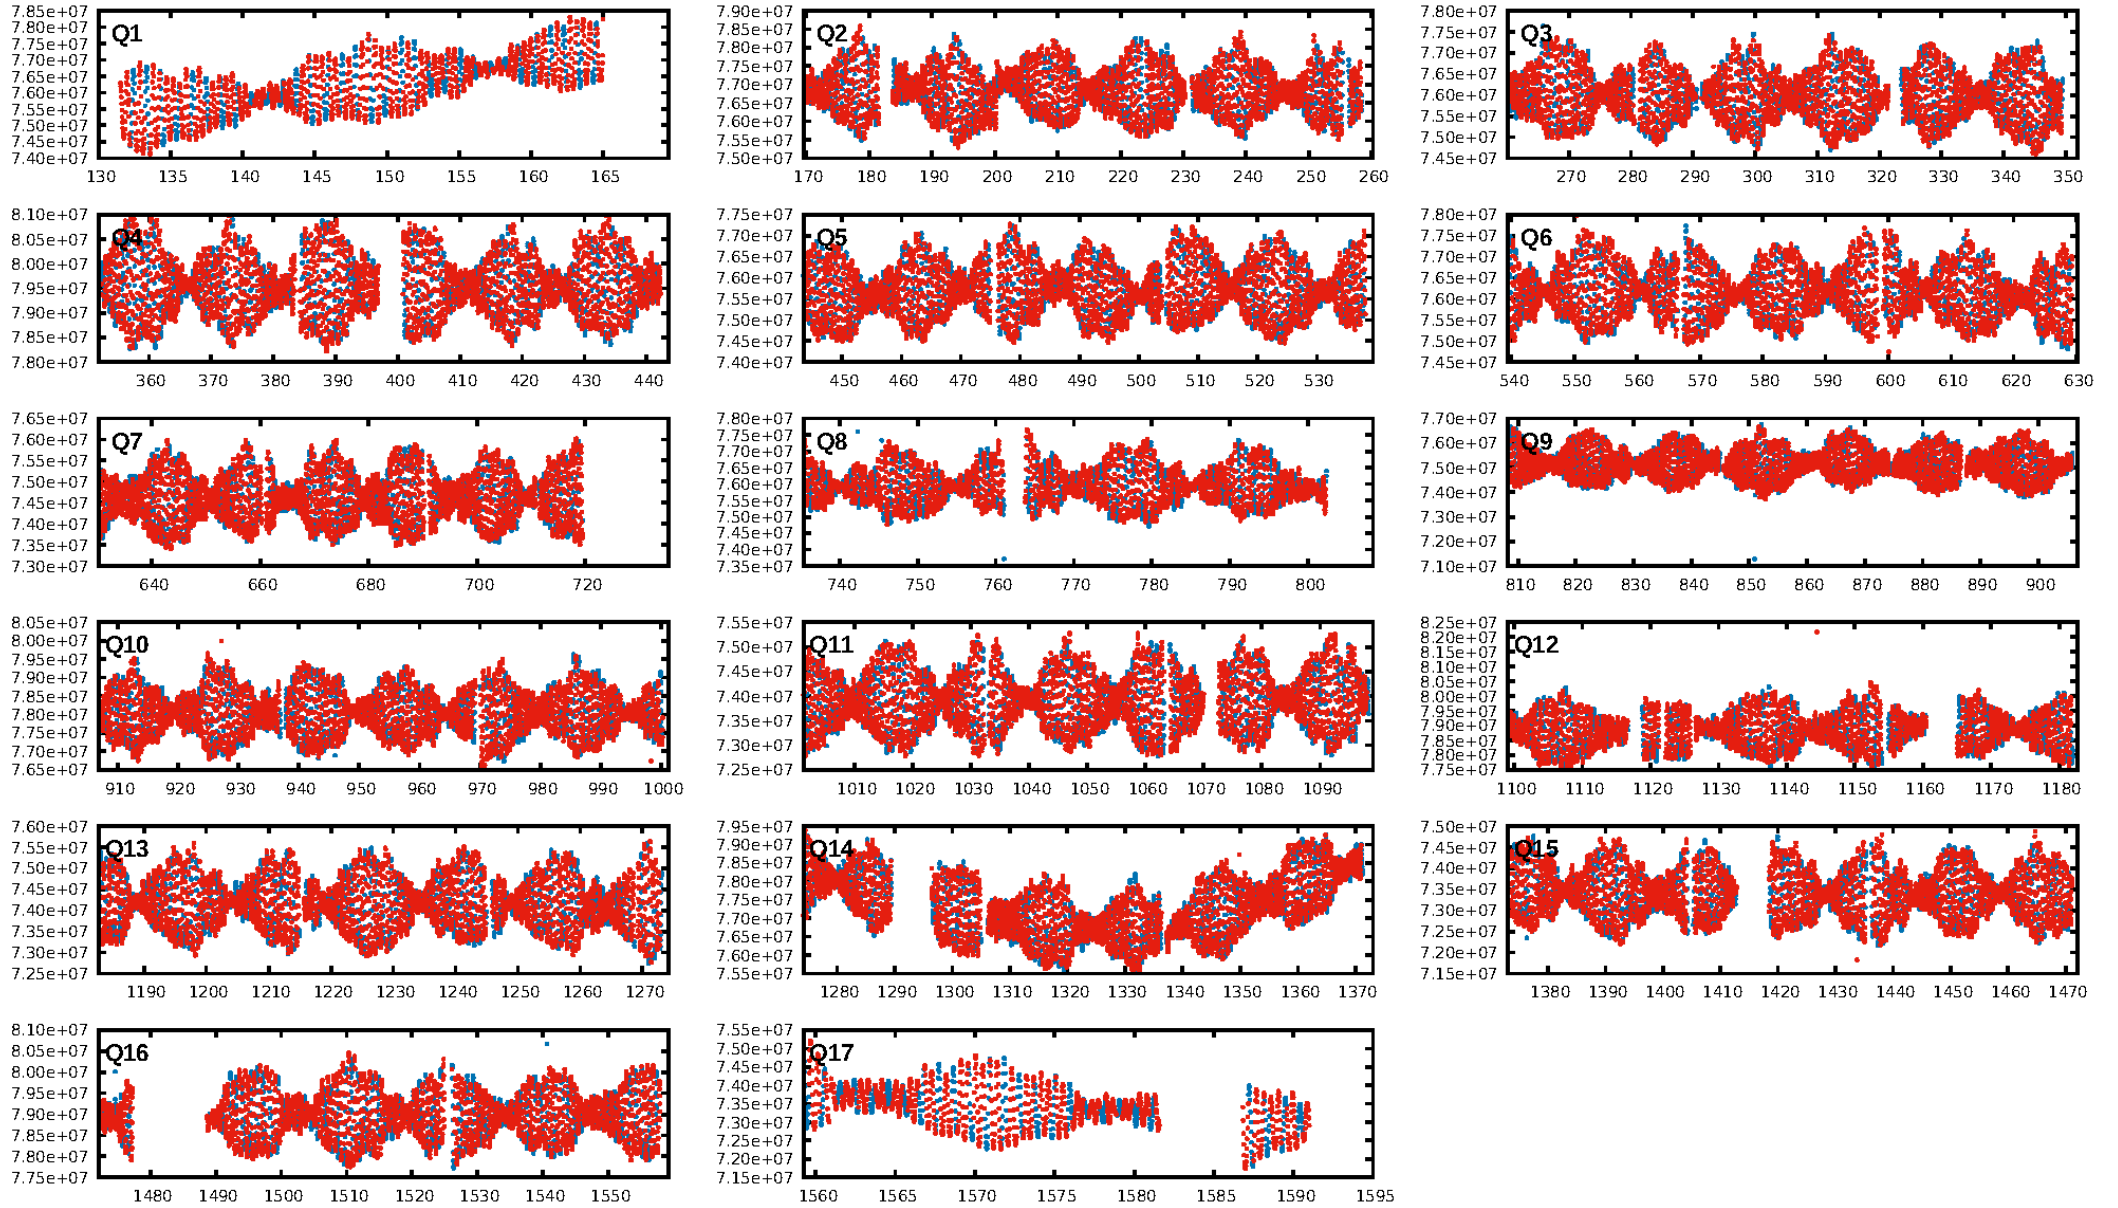 Q1
7.85e+07
7.80e+07
7.75e+07
7.70e+07
7.65e+07
7.60e+07
7.55e+07
7.50e+07
7.45e+07
7.40e+07
130 135 140 145 150 155 160 165
Q2
7.90e+07
7.85e+07
7.80e+07
7.75e+07
7.70e+07
7.65e+07
7.60e+07
7.55e+07
7.50e+07
170 180 190 200 210 220 230 240 250 260
Q3
7.80e+07
7.75e+07
7.70e+07
7.65e+07
7.60e+07
7.55e+07
7.50e+07
7.45e+07
270 280 290 300 310 320 330 340 350
Q4
8.10e+07
8.05e+07
8.00e+07
7.95e+07
7.90e+07
7.85e+07
7.80e+07
360 370 380 390 400 410 420 430 440
Q5
7.75e+07
7.70e+07
7.65e+07
7.60e+07
7.55e+07
7.50e+07
7.45e+07
7.40e+07
450 460 470 480 490 500 510 520 530
Q6
7.80e+07
7.75e+07
7.70e+07
7.65e+07
7.60e+07
7.55e+07
7.50e+07
7.45e+07
540 550 560 570 580 590 600 610 620 630
Q7
7.65e+07
7.60e+07
7.55e+07
7.50e+07
7.45e+07
7.40e+07
7.35e+07
7.30e+07
640 660 680 700 720
Q8
7.80e+07
7.75e+07
7.70e+07
7.65e+07
7.60e+07
7.55e+07
7.50e+07
7.45e+07
7.40e+07
7.35e+07
740 750 760 770 780 790 800
Q9
7.70e+07
7.60e+07
7.50e+07
7.40e+07
7.30e+07
7.20e+07
7.10e+07
810 820 830 840 850 860 870 880 890 900
Q10
8.05e+07
8.00e+07
7.95e+07
7.90e+07
7.85e+07
7.80e+07
7.75e+07
7.70e+07
7.65e+07
910 920 930 940 950 960 970 980 990 1000
Q11
7.55e+07
7.50e+07
7.45e+07
7.40e+07
7.35e+07
7.30e+07
7.25e+07
1010 1020 1030 1040 1050 1060 1070 1080 1090
Q12
8.25e+07
8.20e+07
8.15e+07
8.10e+07
8.05e+07
8.00e+07
7.95e+07
7.90e+07
7.85e+07
7.80e+07
7.75e+07
1100 1110 1120 1130 1140 1150 1160 1170 1180
Q13
7.60e+07
7.55e+07
7.50e+07
7.45e+07
7.40e+07
7.35e+07
7.30e+07
7.25e+07
1190 1200 1210 1220 1230 1240 1250 1260 1270
Q14
7.95e+07
7.90e+07
7.85e+07
7.80e+07
7.75e+07
7.70e+07
7.65e+07
7.60e+07
7.55e+07
1280 1290 1300 1310 1320 1330 1340 1350 1360 1370
Q15
7.50e+07
7.45e+07
7.40e+07
7.35e+07
7.30e+07
7.25e+07
7.20e+07
7.15e+07
1380 1390 1400 1410 1420 1430 1440 1450 1460 1470
Q16
8.10e+07
8.05e+07
8.00e+07
7.95e+07
7.90e+07
7.85e+07
7.80e+07
7.75e+07
1480 1490 1500 1510 1520 1530 1540 1550
Q17
7.55e+07
7.50e+07
7.45e+07
7.40e+07
7.35e+07
7.30e+07
7.25e+07
7.20e+07
7.15e+07
1560 1565 1570 1575 1580 1585 1590 1595